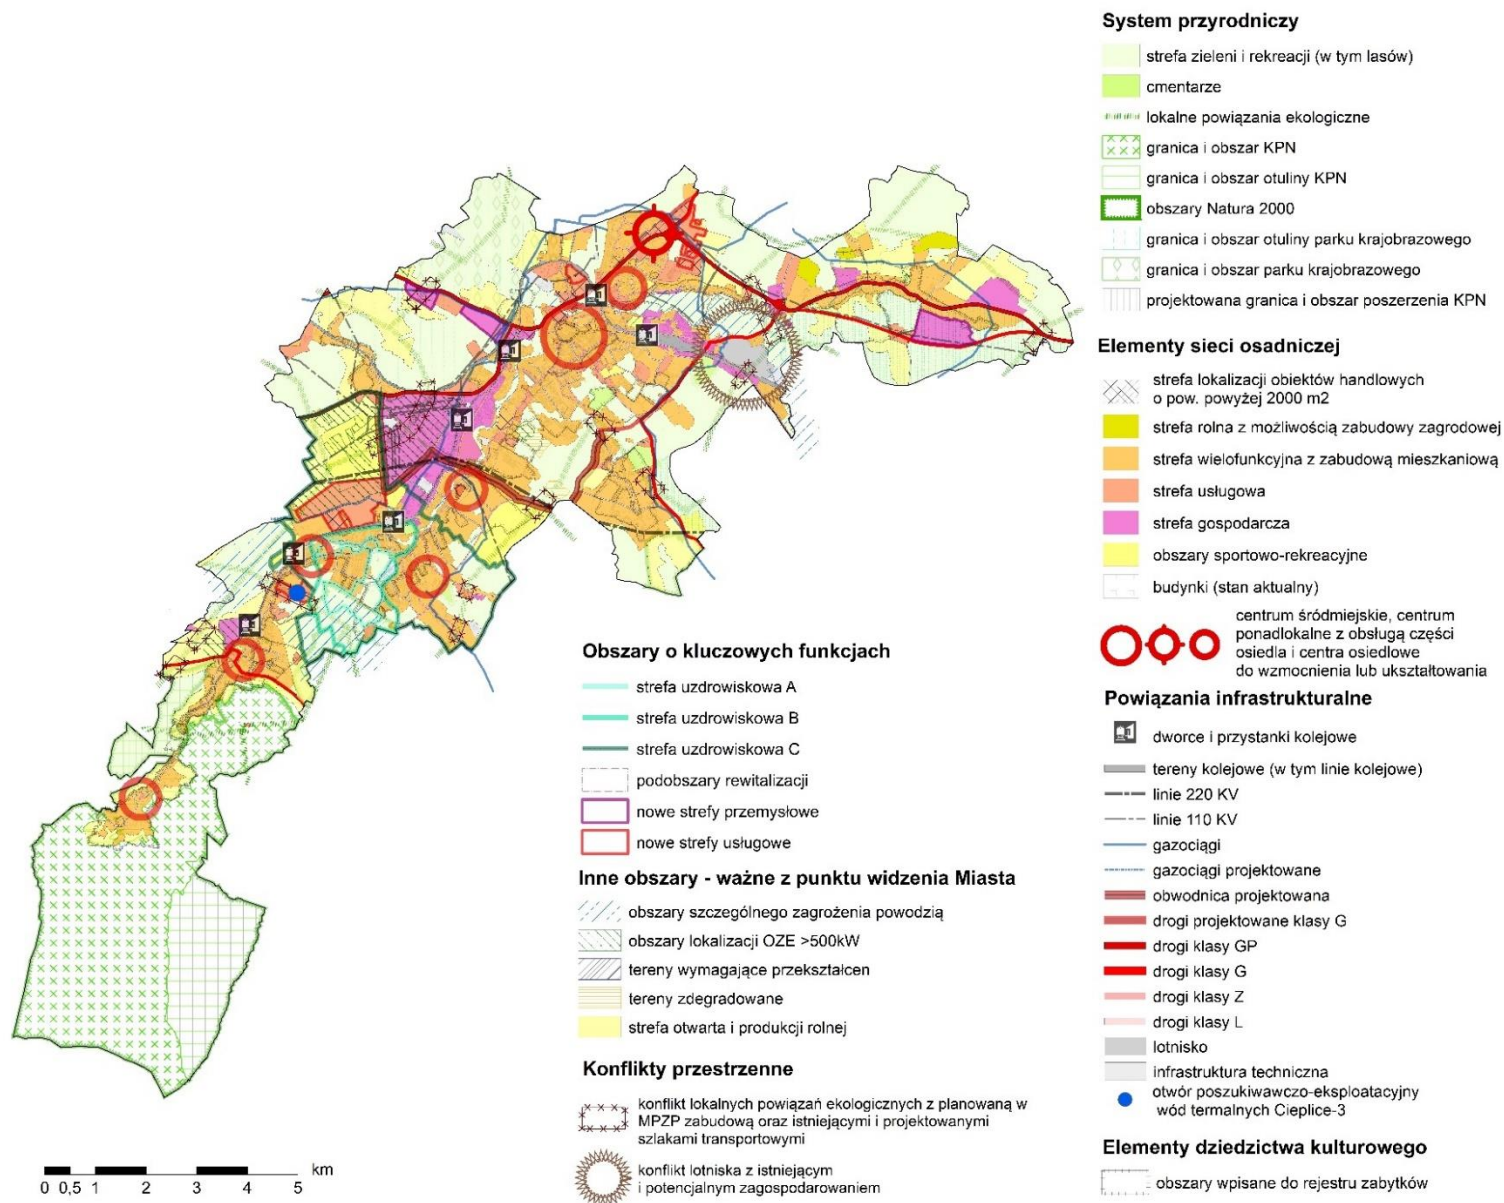 System przyrodniczy
strefa zieleni i rekreacji (w tym lasów)
cmentarze
lokalne powiązania ekologiczne
granica i obszar KPN
granica i obszar otuliny KPN
obszary Natura 2000
granica i obszar otuliny parku krajobrazowego
granica i obszar parku krajobrazowego
projektowana granica i obszar poszerzenia KPN
Elementy sieci osadniczej
strefa lokalizacji obiektów handlowych
o pow. powyżej 2000 m2
strefa rolna z możliwością zabudowy zagrodowej
strefa wielofunkcyjna z zabudową mieszkaniową
strefa usługowa
strefa gospodarcza
obszary sportowo-rekreacyjne
budynki (stan aktualny)
centrum śródmiejskie, centrum
ponadlokalne z obsługą części
osiedla i centra osiedlowe
do wzmocnienia lub ukształtowania
Powiązania infrastrukturalne
dworce i przystanki kolejowe
tereny kolejowe (w tym linie kolejowe)
linie 220 KV
linie 110 KV
gazociągi
gazociągi projektowane
obwodnica projektowana
drogi projektowane klasy G
drogi klasy GP
drogi klasy G
drogi klasy Z
drogi klasy L
lotnisko
infrastruktura techniczna
otwór poszukiwawczo-eksploatacyjny
wód termalnych Cieplice-3
Elementy dziedzictwa kulturowego
obszary wpisane do rejestru zabytków
Obszary o kluczowych funkcjach
strefa uzdrowiskowa A
strefa uzdrowiskowa B
strefa uzdrowiskowa C
podobszary rewitalizacji
nowe strefy przemysłowe
nowe strefy usługowe
Inne obszary - ważne z punktu widzenia Miasta
obszary szczególnego zagrożenia powodzią
obszary lokalizacji OZE >500kW
tereny wymagające przekształcen
tereny zdegradowane
strefa otwarta i produkcji rolnej
Konflikty przestrzenne
konflikt lokalnych powiązań ekologicznych z planowaną w
MPZP zabudową oraz istniejącymi i projektowanymi
szlakami transportowymi
konflikt lotniska z istniejącym
i potencjalnym zagospodarowaniem
km
0 0,5 1 2 3 4 5